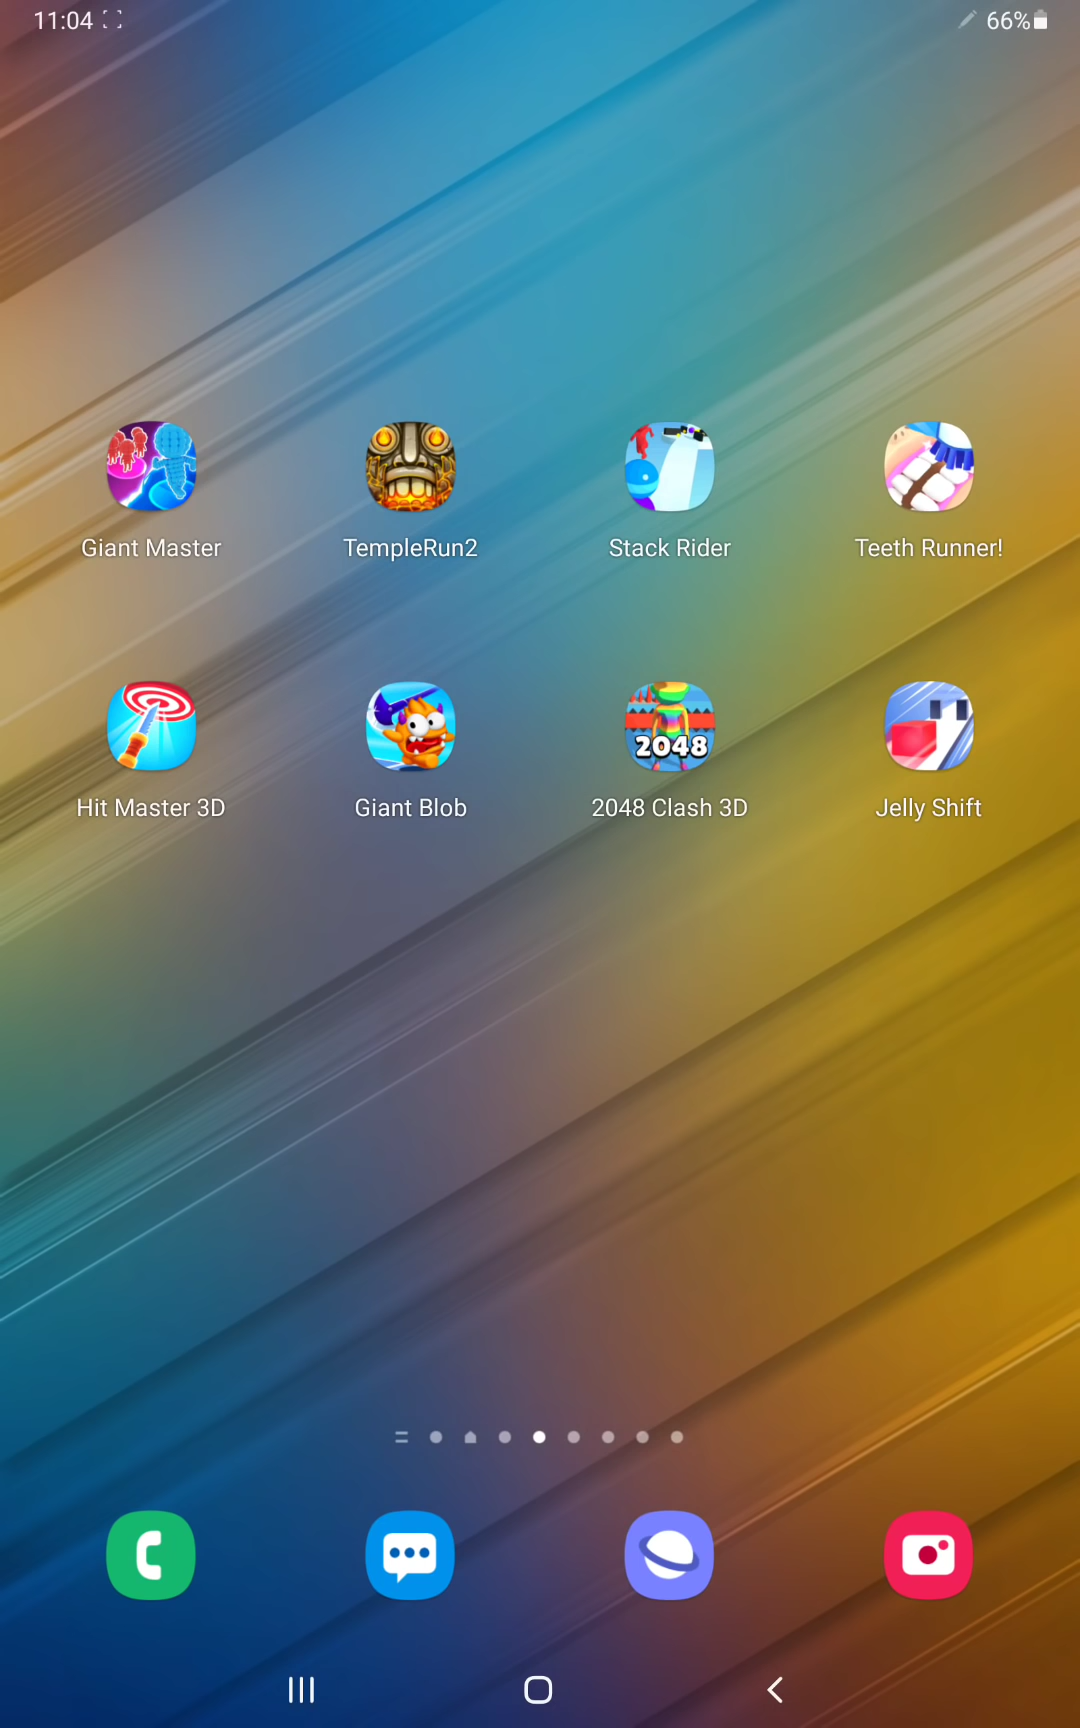 11:04 66%
Giant Master TempleRun2 Stack Rider Teeth Runner!
2048
Hit Master 3D Giant Blob 2048 Clash 3D Jelly Shift